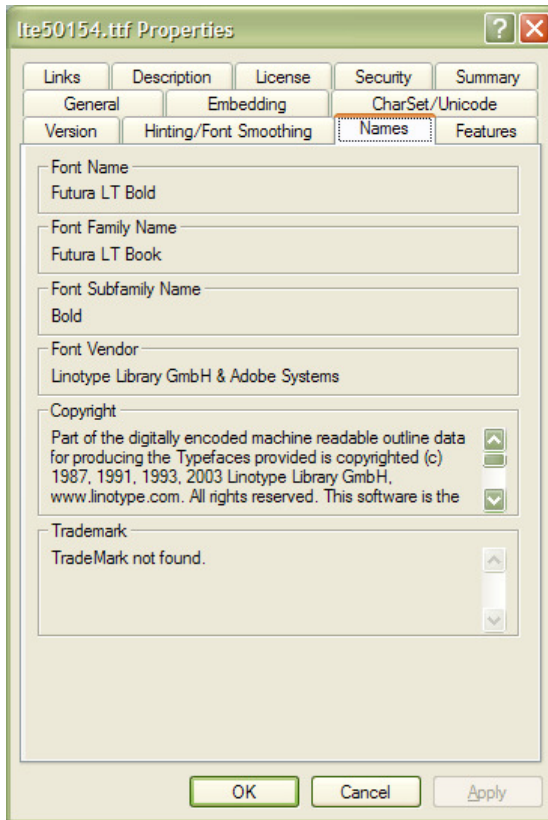 lte50154.ttf Properties
Links Description License Security Summary
General Embedding CharSet/Unicode
Version Hinting/Font Smoothing Names Features
Font Name
Futura LT Bold
Font Family Name
Futura LT Book
Font Subfamily Name
Bold
Font Vendor
Linotype Library GmbH & Adobe Systems
Copyright
Part of the digitally encoded machine readable outline data
for producing the Typefaces provided is copyrighted (c)
1987, 1991, 1993, 2003 Linotype Library GmbH,
www.linotype.com. All rights reserved. This software is the
Trademark
TradeMark not found.
OK Cancel Apply